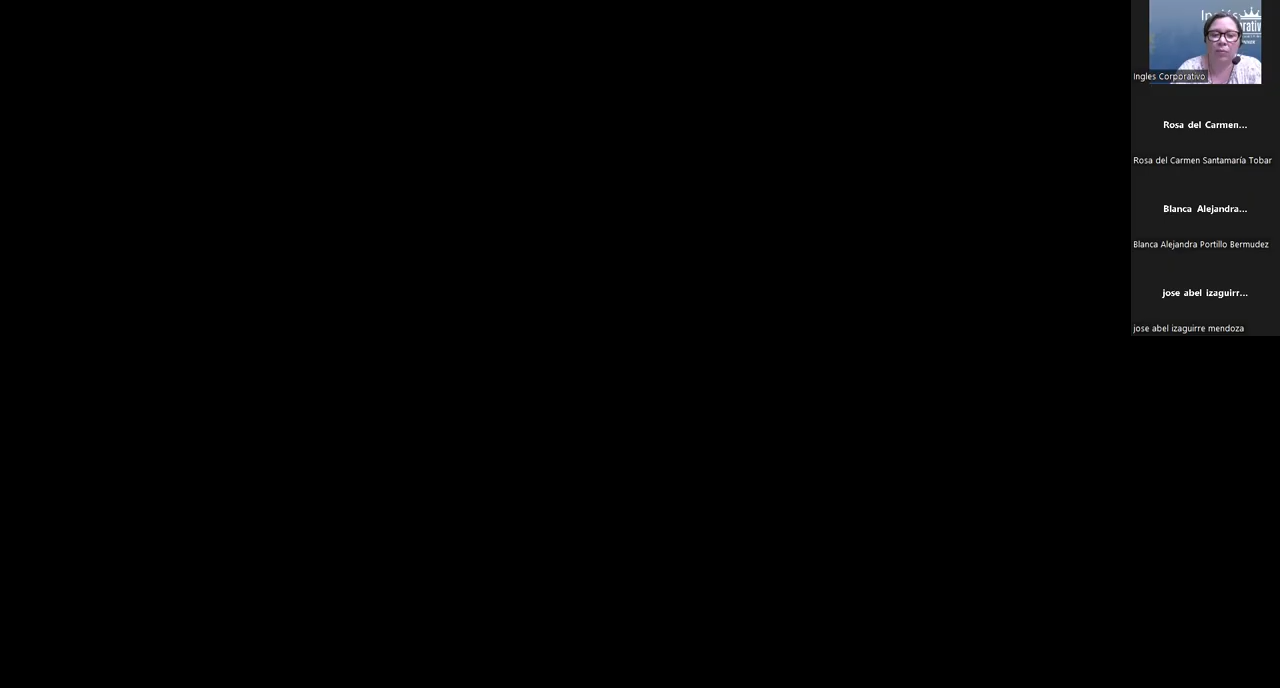 Inglés
Ingles Corporativo
Rosa del Carmen...
Rosa del Carmen Santamaría Tobar
Blanca Alejandra...
Blanca Alejandra Portillo Bermudez
jose abel izaguirr...
jose abel izaguirre mendoza